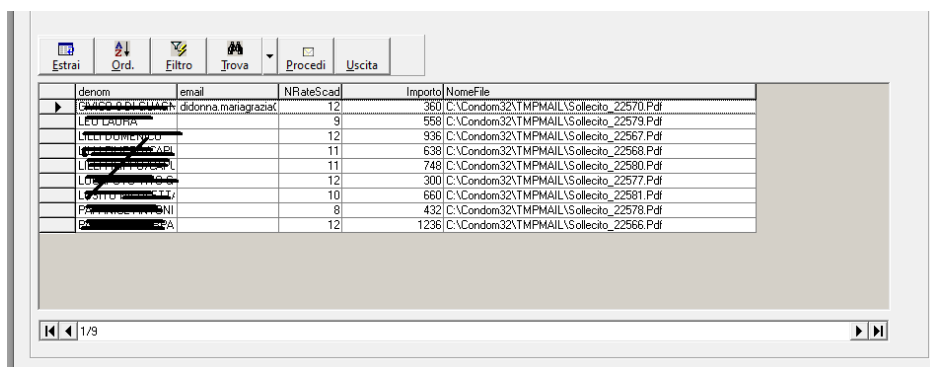 Estrai Ord. Filtro Trova Procedi Uscita
denom email NRateScad Importo NomeFile
didonna.mariagrazia 12 360 C:\Condom32\TMPMAIL\Sollecito_22570.Pdf
9 558 C:\Condom32\TMPMAIL\Sollecito_22579.Pdf
12 936 C:\Condom32\TMPMAIL\Sollecito_22567.Pdf
11 638 C:\Condom32\TMPMAIL\Sollecito_22568.Pdf
11 748 C:\Condom32\TMPMAIL\Sollecito_22580.Pdf
12 300 C:\Condom32\TMPMAIL\Sollecito_22577.Pdf
10 660 C:\Condom32\TMPMAIL\Sollecito_22581.Pdf
8 432 C:\Condom32\TMPMAIL\Sollecito_22578.Pdf
12 1236 C:\Condom32\TMPMAIL\Sollecito_22566.Pdf
1/9